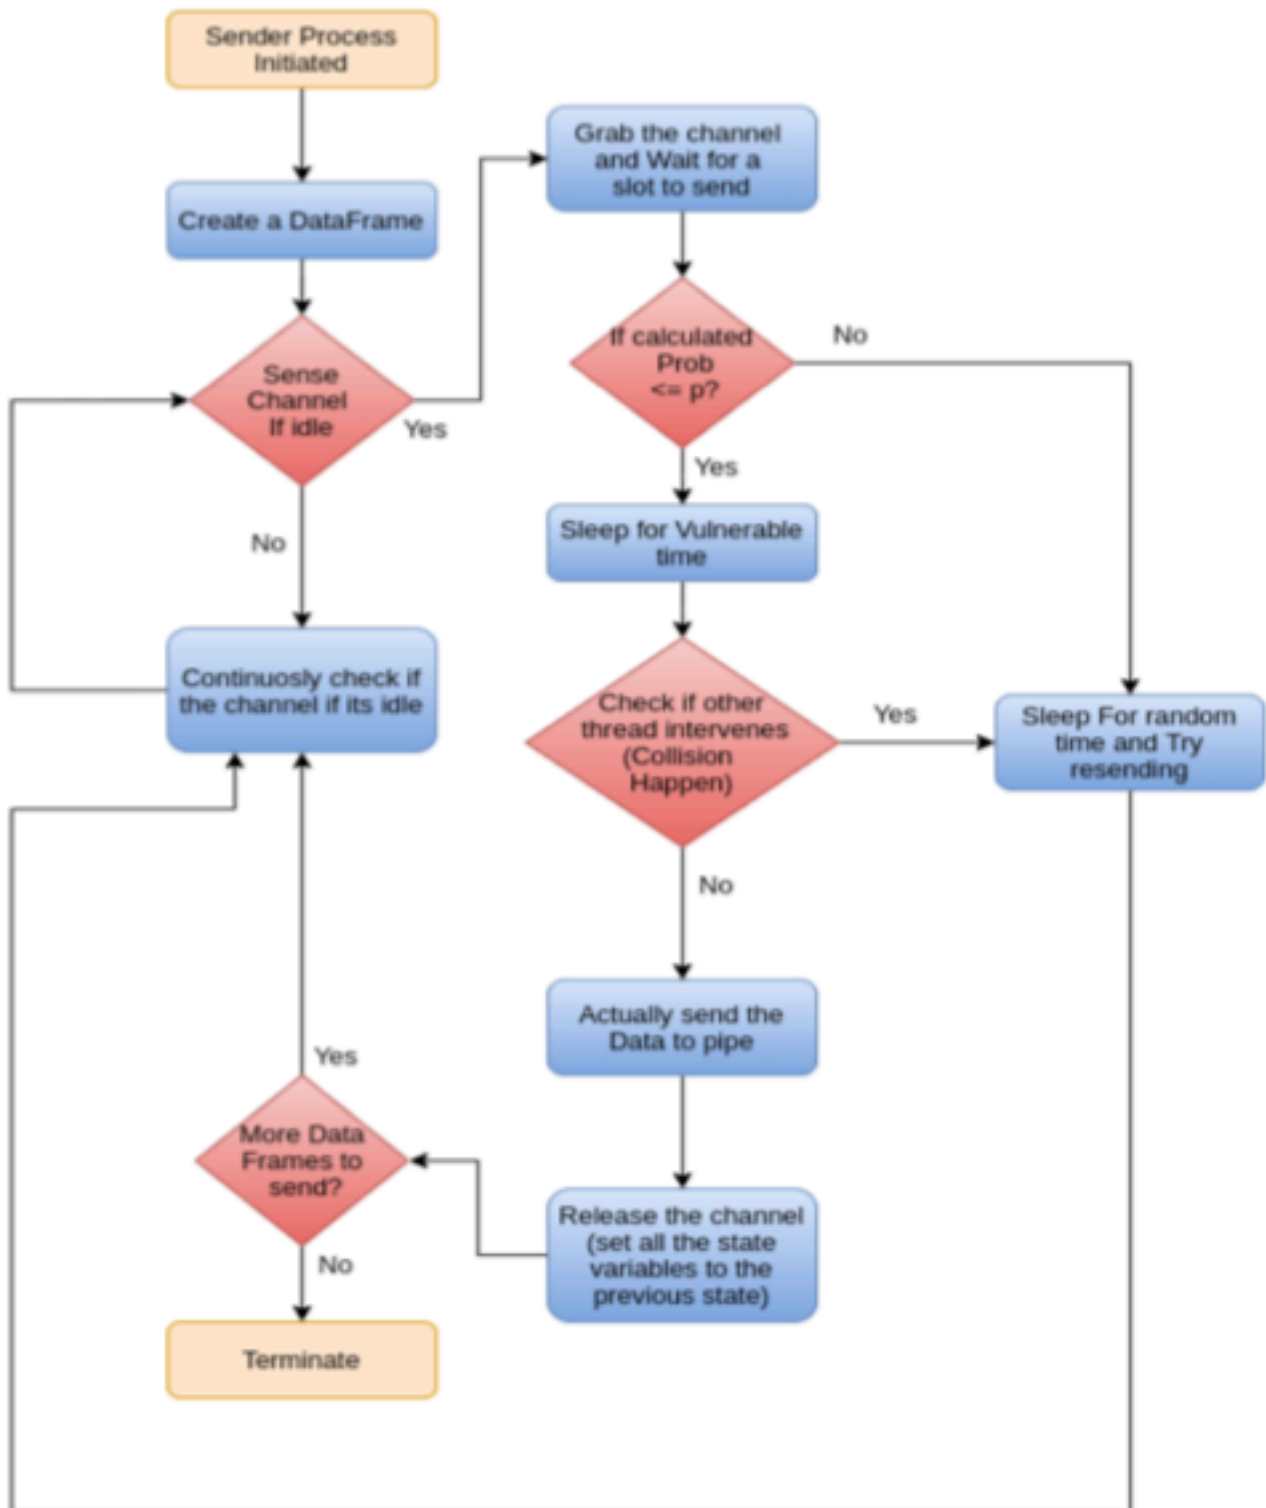 Sender Process
Initiated
Create a DataFrame
Sense
Channel
If idle
Yes
No
Continuosly check if
the channel if its idle
Grab the channel
and Wait for a
slot to send
If calculated
Prob
<= p?
No
Yes
Sleep for Vulnerable
time
Check if other
thread intervenes
(Collision
Happen)
Yes
Sleep For random
time and Try
resending
No
Actually send the
Data to pipe
Release the channel
(set all the state
variables to the
previous state)
Yes
More Data
Frames to
send?
No
Terminate